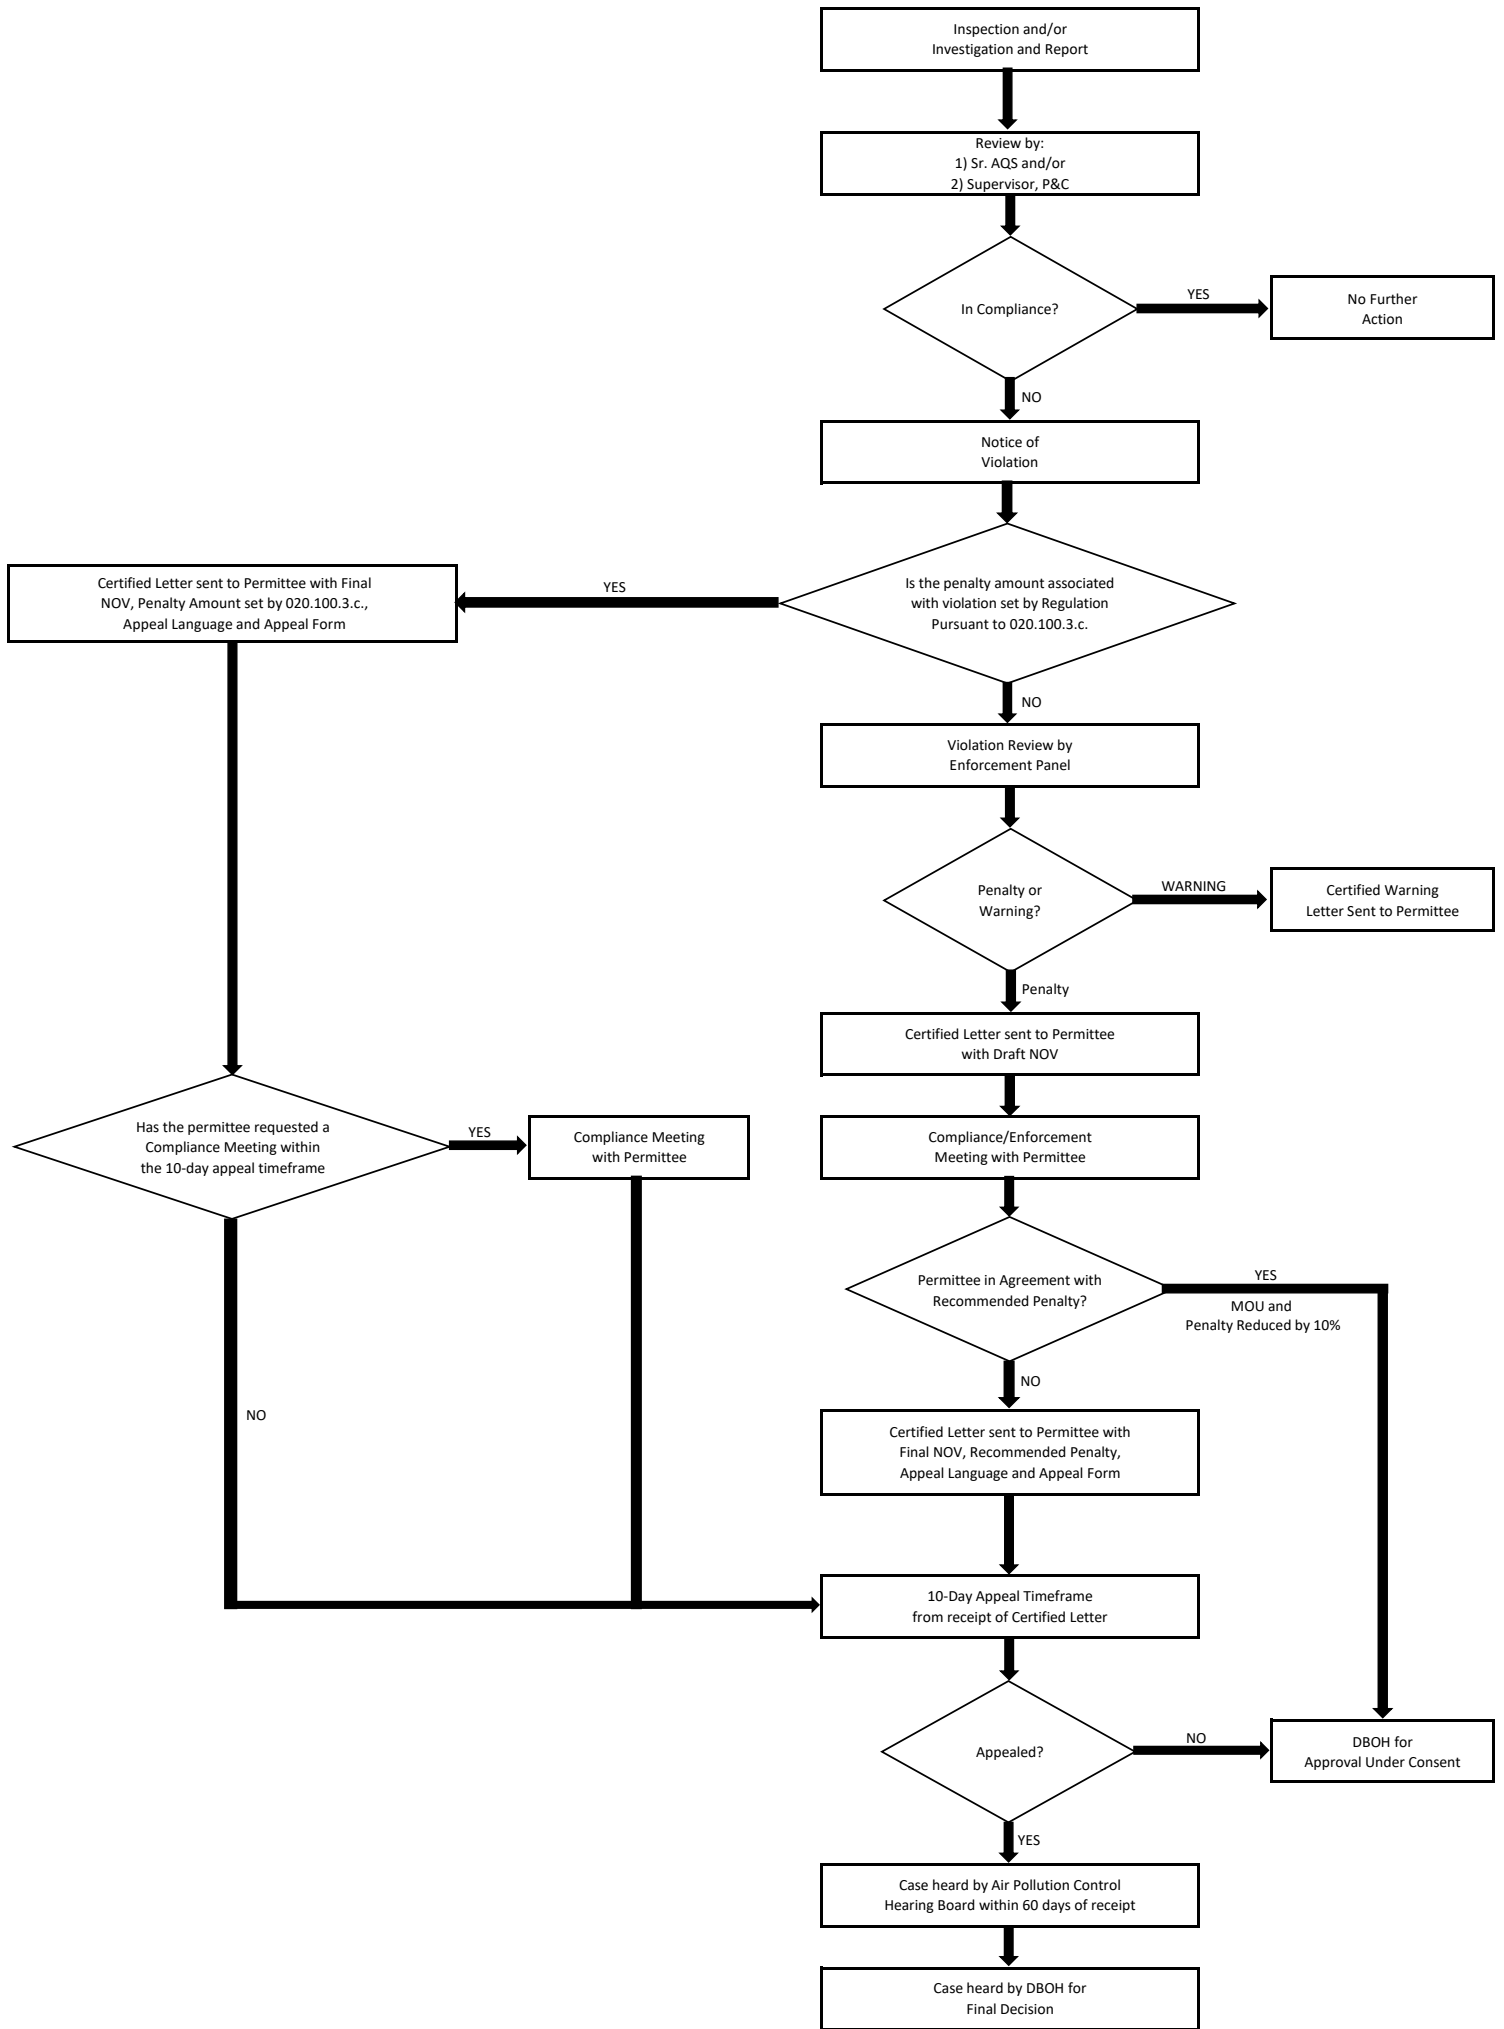 Inspection and/or
Investigation and Report
Review by:
1) Sr. AQS and/or
2) Supervisor, P&C
In Compliance?
YES
No Further
Action
NO
Notice of
Violation
Is the penalty amount associated
with violation set by Regulation
Pursuant to 020.100.3.c.
YES
Certified Letter sent to Permittee with Final
NOV, Penalty Amount set by 020.100.3.c.,
Appeal Language and Appeal Form
NO
Violation Review by
Enforcement Panel
Penalty or
Warning?
WARNING
Certified Warning
Letter Sent to Permittee
Penalty
Certified Letter sent to Permittee
with Draft NOV
Has the permittee requested a
Compliance Meeting within
the 10-day appeal timeframe
YES
Compliance Meeting
with Permittee
Compliance/Enforcement
Meeting with Permittee
Permittee in Agreement with
Recommended Penalty?
YES
MOU and
Penalty Reduced by 10%
NO
NO
Certified Letter sent to Permittee with
Final NOV, Recommended Penalty,
Appeal Language and Appeal Form
10-Day Appeal Timeframe
from receipt of Certified Letter
Appealed?
NO
DBOH for
Approval Under Consent
YES
Case heard by Air Pollution Control
Hearing Board within 60 days of receipt
Case heard by DBOH for
Final Decision